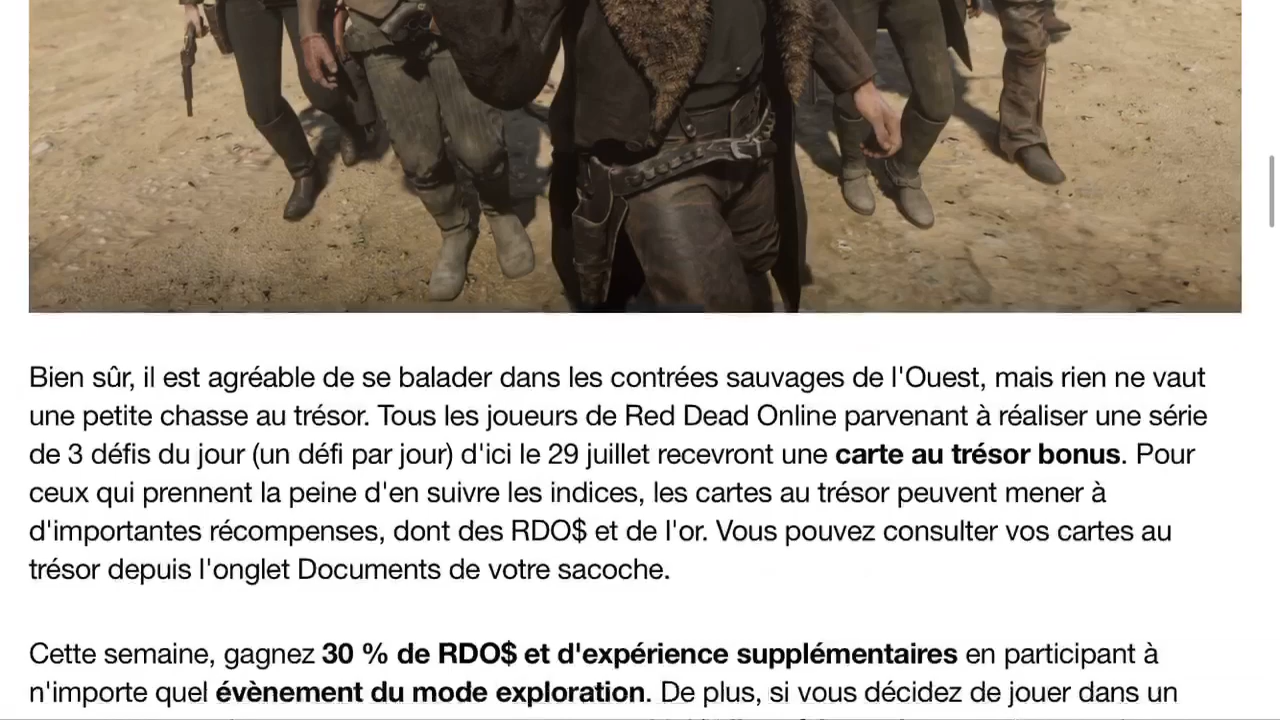 Bien sûr, il est agréable de se balader dans les contrées sauvages de l'Ouest, mais rien ne vaut
une petite chasse au trésor. Tous les joueurs de Red Dead Online parvenant à réaliser une série
de 3 défis du jour (un défi par jour) d'ici le 29 juillet recevront une carte au trésor bonus. Pour
ceux qui prennent la peine d'en suivre les indices, les cartes au trésor peuvent mener à
d'importantes récompenses, dont des RDO$ et de l'or. Vous pouvez consulter vos cartes au
trésor depuis l'onglet Documents de votre sacoche.
Cette semaine, gagnez 30 % de RDO$ et d'expérience supplémentaires en participant à
n'importe quel évènement du mode exploration. De plus, si vous décidez de jouer dans un